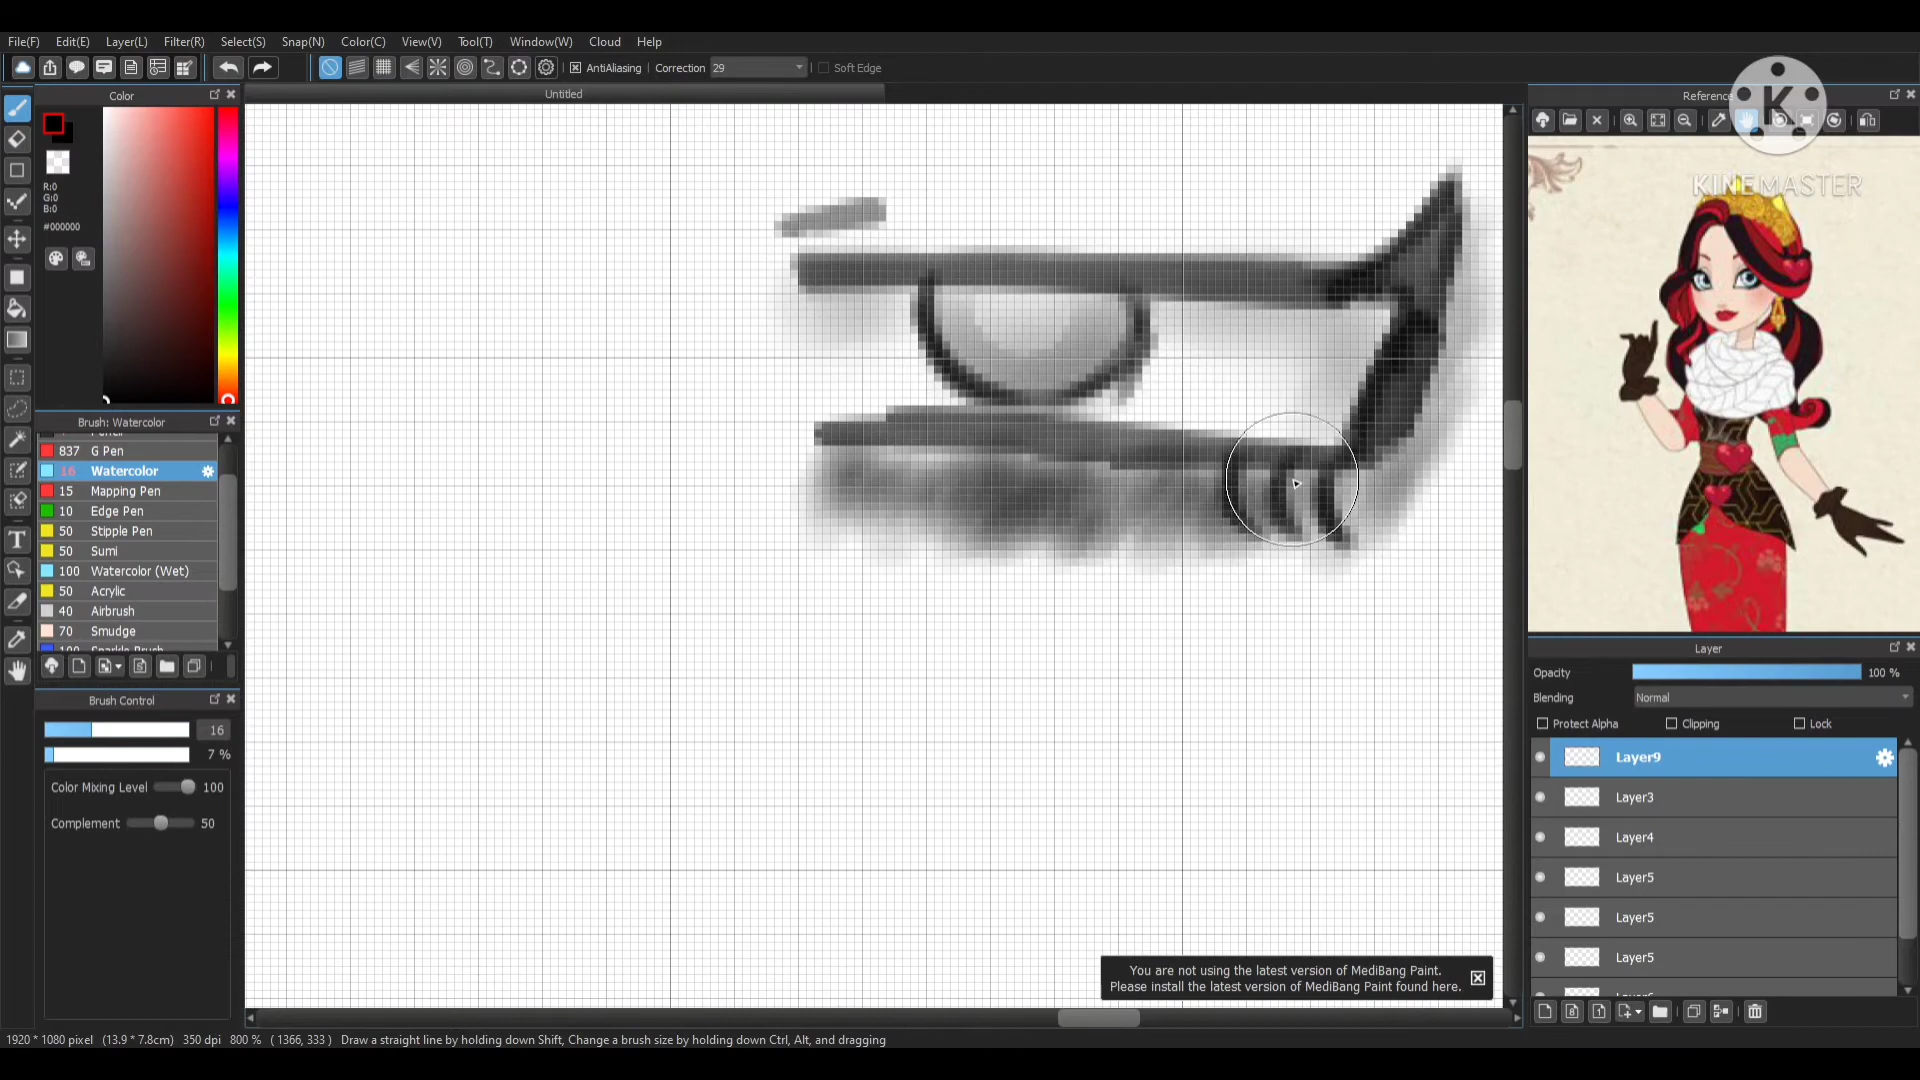 File(F) Edit(E) Layer(L) Filter(R) Select(S) Snap(N) Color(C) View(V) Tool(T) Window(W) Cloud Help
AntiAliasing Correction 29 Soft Edge
Color
Untitled
Reference
K
KINEMASTER
R:0
G:0
B:0
#000000
Brush: Watercolor
837 G Pen
16 Watercolor
15 Mapping Pen
10 Edge Pen
50 Stipple Pen
50 Sumi
100 Watercolor (Wet)
50 Acrylic
40 Airbrush
70 Smudge
Brush Control
16
7 %
Color Mixing Level 100
Complement 50
Layer
Opacity 100 %
Blending Normal
Protect Alpha Clipping Lock
Layer9
Layer3
Layer4
Layer5
Layer5
Layer5
You are not using the latest version of MediBang Paint.
Please install the latest version of MediBang Paint found here.
1920 * 1080 pixel (13.9 * 7.8cm) 350 dpi 800 % ( 1366, 333 ) Draw a straight line by holding down Shift, Change a brush size by holding down Ctrl, Alt, and dragging